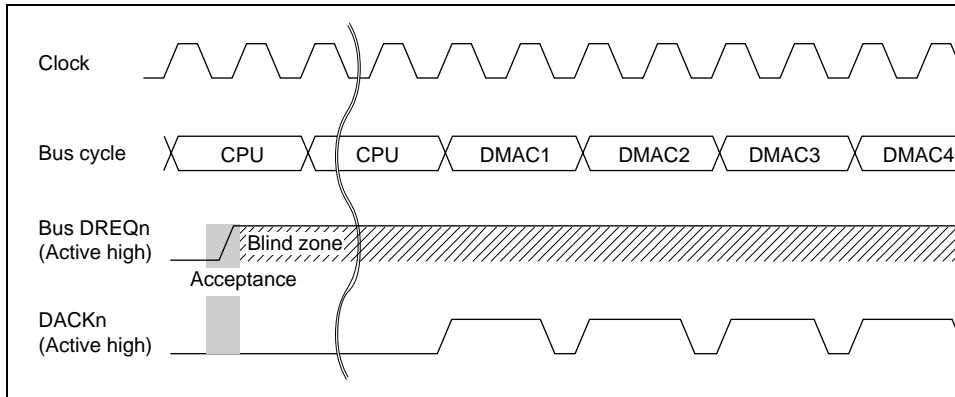 Clock
Bus cycle
CPU CPU DMAC1 DMAC2 DMAC3 DMAC4
Bus DREQn
(Active high)
Blind zone
Acceptance
DACKn
(Active high)